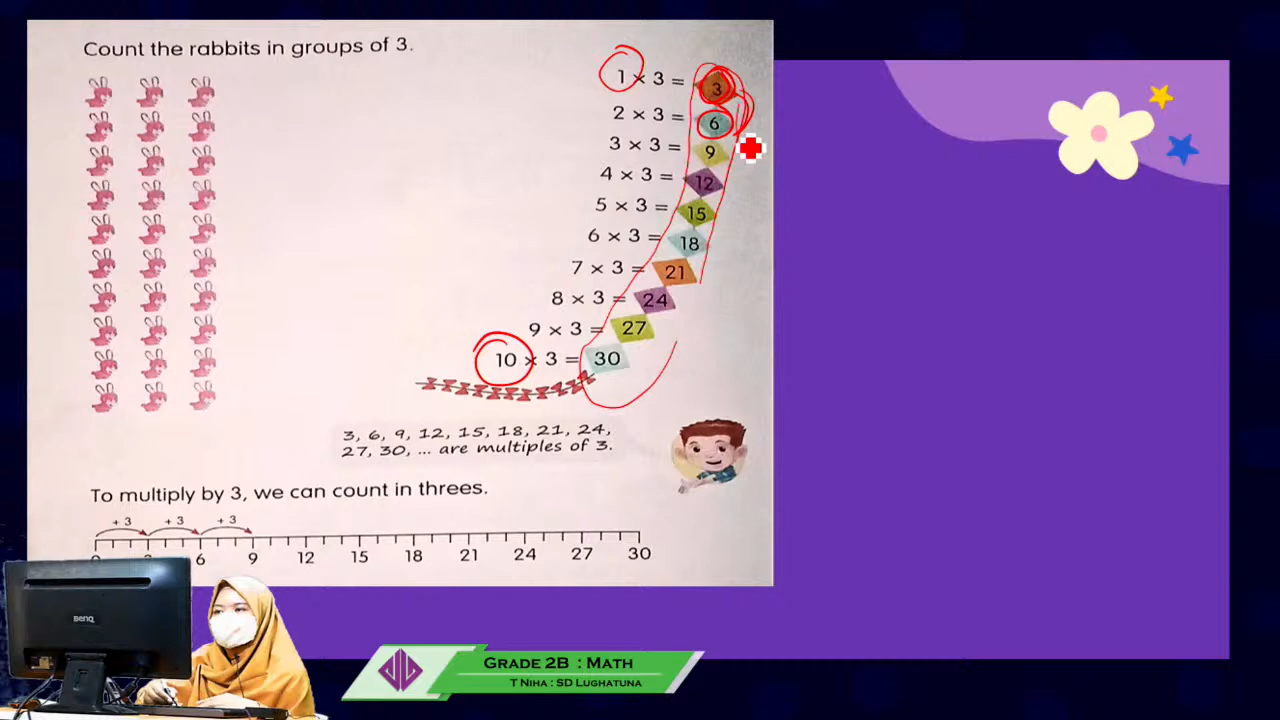 Count the rabbits in groups of 3.
1 × 3 = 3
2 × 3 = 6
3 × 3 = 9
4 × 3 = 12
5 × 3 = 15
6 × 3 = 18
7 × 3 = 21
8 × 3 = 24
9 × 3 = 27
10 × 3 = 30
3, 6, 9, 12, 15, 18, 21, 24,
27, 30, ... are multiples of 3.
To multiply by 3, we can count in threes.
+ 3 + 3 + 3
6 9 12 15 18 21 24 27 30
BenQ
GRADE 2B : MATH
T NIHA : SD LUGHATUNA